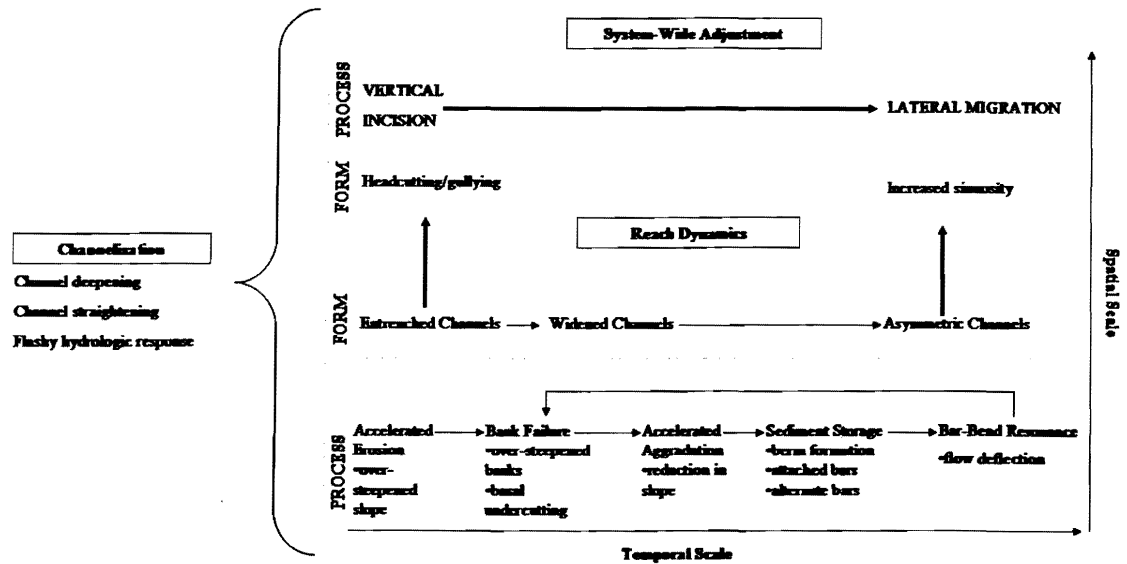 System-Wide Adjustment
PROCESS
VERTICAL
INCISION
LATERAL MIGRATION
FORM
Headcutting/gullying
Increased sinuosity
Channelization
Channel deepening
Channel straightening
Flashy hydrologic response
Reach Dynamics
FORM
Entrenched Channels
Widened Channels
Asymmetric Channels
Spatial Scale
PROCESS
Accelerated
Erosion
-over-
steepened
slope
Bank Failure
-over-steepened
banks
-basal
undercutting
Accelerated
Aggradation
-reduction in
slope
Sediment Storage
-berm formation
-attached bars
-alternate bars
Bar-Bend Resonance
-flow deflection
Temporal Scale